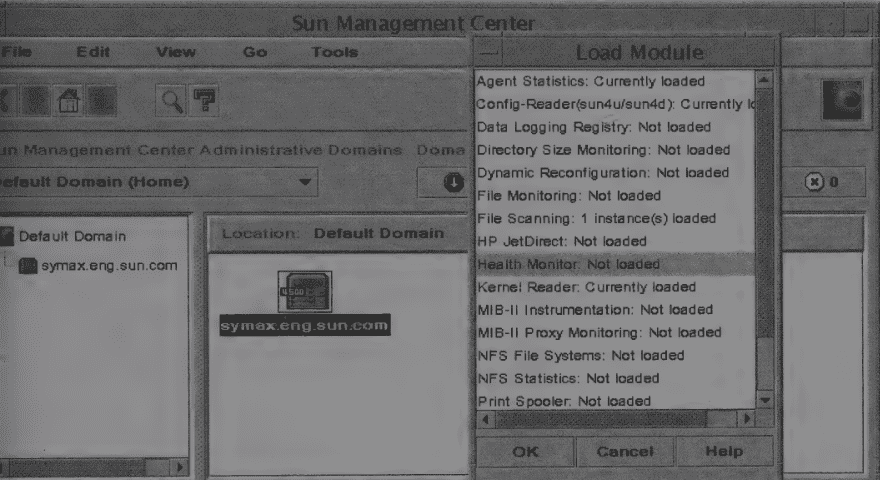 Sun Management Center
File Edit View Go Tools
Load Module
Agent Statistics: Currently loaded
Config-Reader(sun4u/sun4d): Currently
Data Logging Registry: Not loaded
Directory Size Monitoring: Not loaded
Dynamic Reconfiguration: Not loaded
File Monitoring: Not loaded
File Scanning: 1 instance(s) loaded
HP JetDirect: Not loaded
Health Monitor: Not loaded
Kernel Reader: Currently loaded
MIB-II Instrumentation: Not loaded
MIB-II Proxy Monitoring: Not loaded
NFS File Systems: Not loaded
NFS Statistics: Not loaded
Print Spooler: Not loaded
OK Cancel Help
un Management Center Administrative Domains Doma
efault Domain (Home)
0
Default Domain
symax.eng.sun.com
Location: Default Domain
symax.eng.sun.com